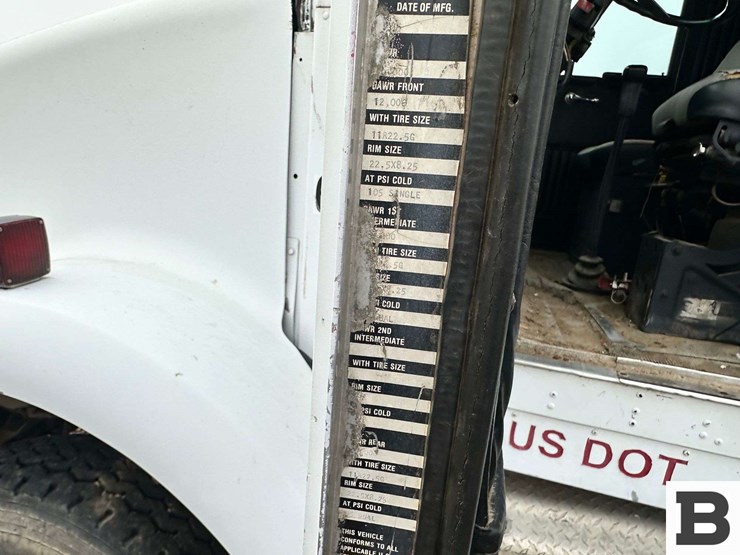 DATE OF MFG.
GAWR FRONT
12,000
WITH TIRE SIZE
11R22.5G
RIM SIZE
22.5X8.25
AT PSI COLD
105 SINGLE
GAWR 1ST
INTERMEDIATE
TIRE SIZE
SIZE
COLD
2ND
INTERMEDIATE
WITH TIRE SIZE
RIM SIZE
PSI COLD
REAR
WITH TIRE SIZE
RIM SIZE
AT PSI COLD
THIS VEHICLE
CONFORMS TO ALL
APPLICABLE
US DOT
B